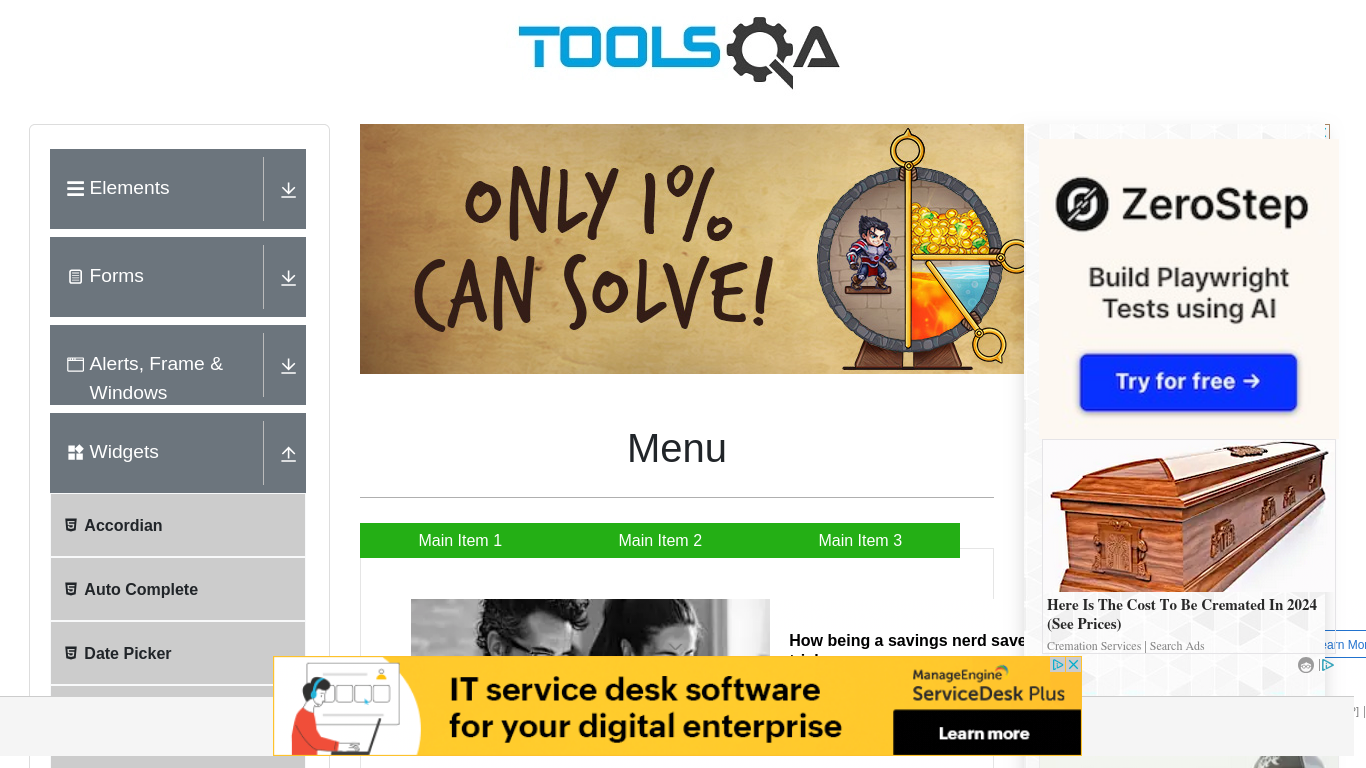 TOOLSQA
Elements
Forms
Alerts, Frame &
Windows
Widgets
Accordian
Auto Complete
Date Picker
ONLY 1%
CAN SOLVE!
Menu
Main Item 1
Main Item 2
Main Item 3
How being a savings nerd save
ZeroStep
Build Playwright
Tests using AI
Try for free →
Here Is The Cost To Be Cremated In 2024
(See Prices)
Cremation Services | Search Ads
earn Mor
IT service desk software
for your digital enterprise
ManageEngine
ServiceDesk Plus
Learn more